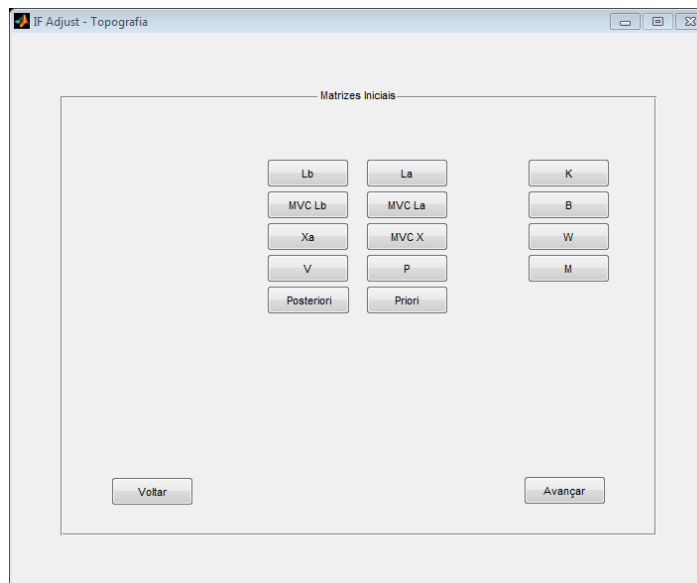 IF Adjust - Topografia
Matrizes Iniciais
Lb La K
MVC Lb MVC La B
Xa MVC X W
V P M
Posteriori Priori
Voltar Avançar